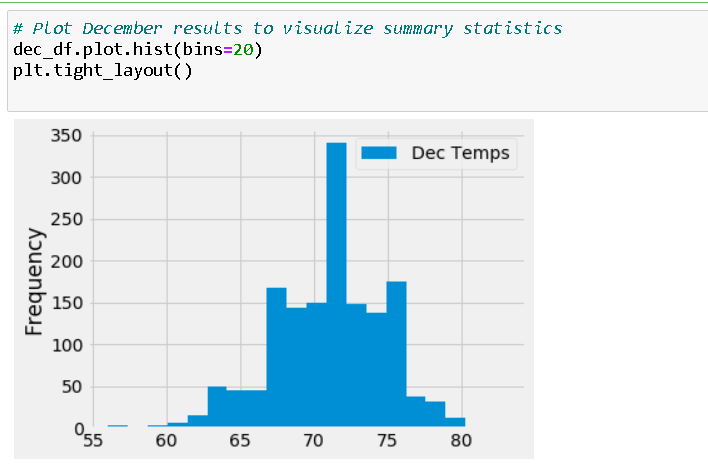 # Plot December results to visualize summary statistics
dec_df.plot.hist(bins=20)
plt.tight_layout()
Dec Temps
Frequency
350
300
250
200
150
100
50
0
55 60 65 70 75 80